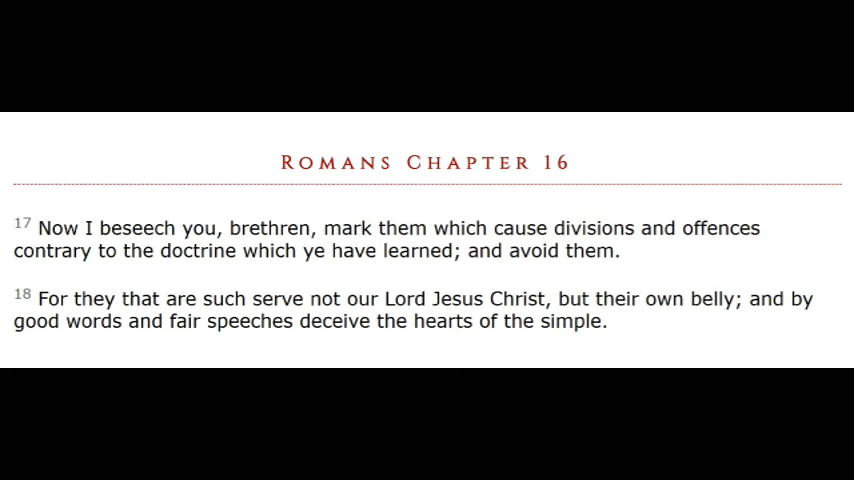 Romans Chapter 16
17 Now I beseech you, brethren, mark them which cause divisions and offences
contrary to the doctrine which ye have learned; and avoid them.
18 For they that are such serve not our Lord Jesus Christ, but their own belly; and by
good words and fair speeches deceive the hearts of the simple.